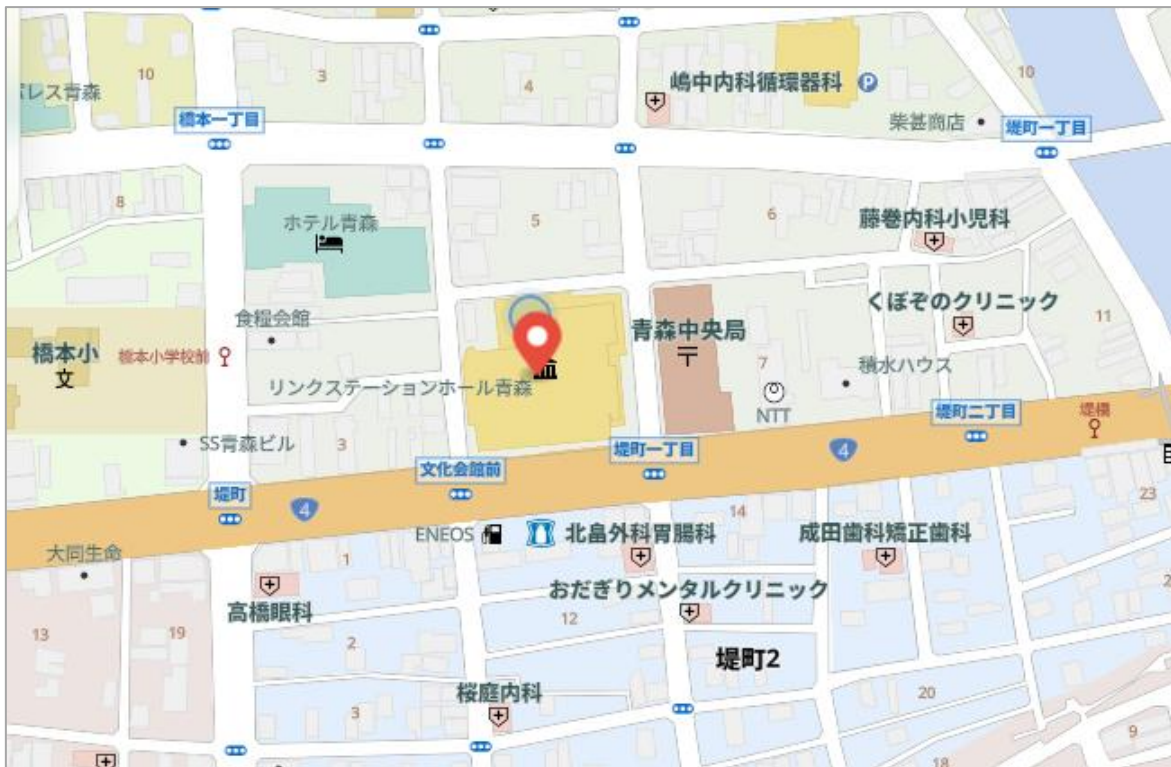 10
3
4
嶋中内科循環器科
P
10
レス青森
橋本一丁目
柴甚商店
堤町一丁目
8
ホテル青森
5
6
藤巻内科小児科
食糧会館
青森中央局
くぼぞのクリニック
11
橋本小
文
橋本小学校前
7
積水ハウス
リンクステーションホール青森
NTT
堤町二丁目
堤橋
SS青森ビル
3
文化会館前
堤町一丁目
4
堤町
4
ENEOS
北畠外科胃腸科
14
成田歯科矯正歯科
23
大同生命
1
おだぎりメンタルクリニック
高橋眼科
12
13
19
2
堤町2
桜庭内科
20
3
9
18